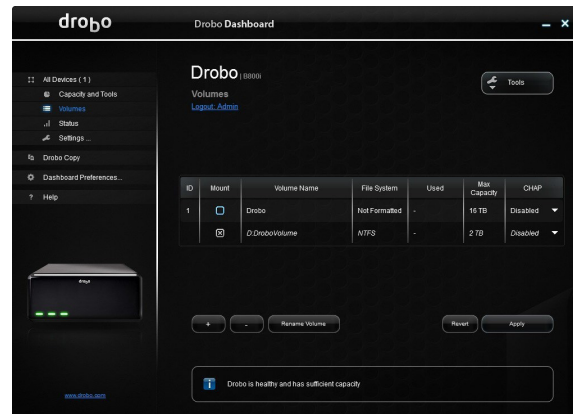 drobo
Drobo Dashboard
All Devices ( 1 )
Capacity and Tools
Volumes
Status
Settings ...
Drobo Copy
Dashboard Preferences...
? Help
Drobo | B800i
Volumes
Logout: Admin
Tools
ID Mount Volume Name File System Used Max Capacity CHAP
1 Drobo Not Formatted - 16 TB Disabled
D:DroboVolume NTFS - 2 TB Disabled
+ - Rename Volume Revert Apply
drobo
Drobo is healthy and has sufficient capacity
www.drobo.com